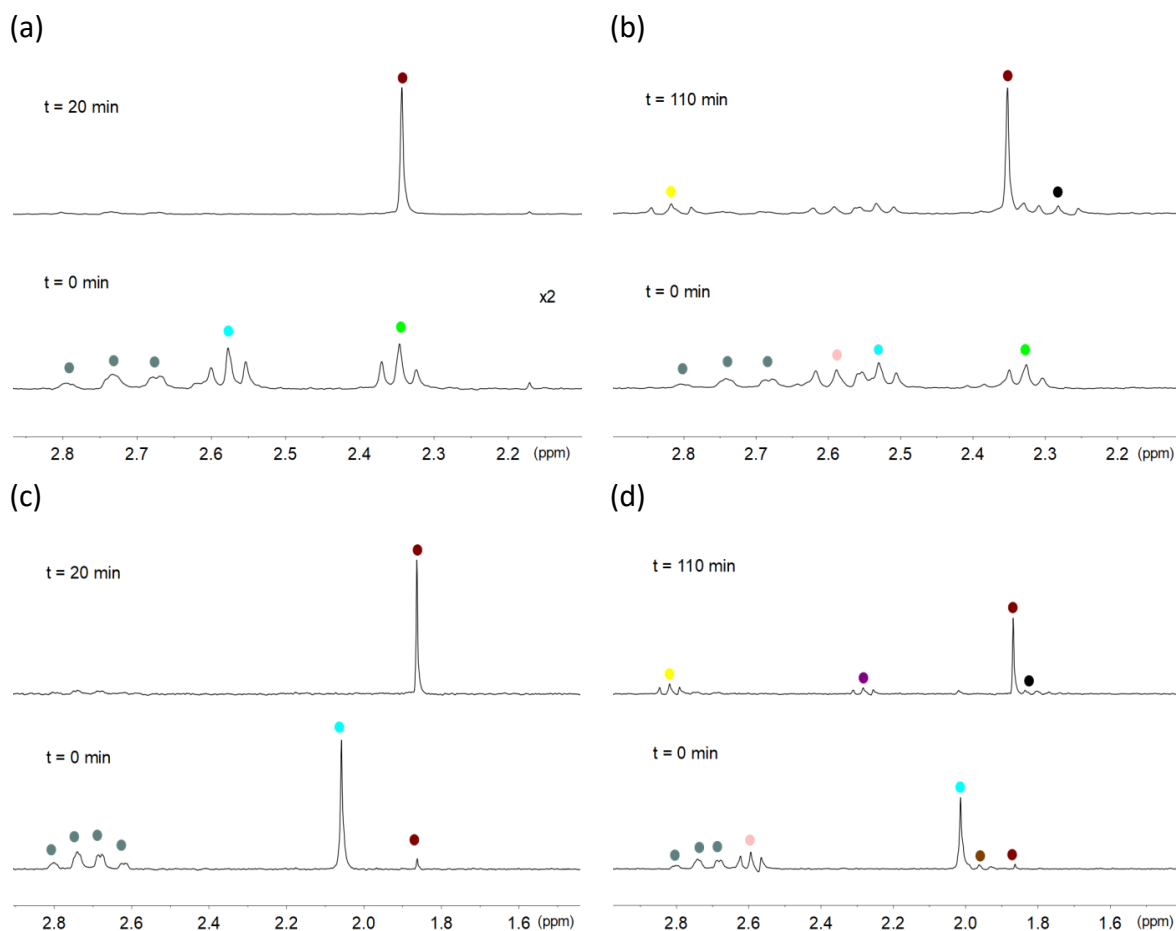 (a)
t = 20 min
t = 0 min
x2
2.8 2.7 2.6 2.5 2.4 2.3 2.2 (ppm)
(b)
t = 110 min
t = 0 min
2.8 2.7 2.6 2.5 2.4 2.3 2.2 (ppm)
(c)
t = 20 min
t = 0 min
2.8 2.6 2.4 2.2 2.0 1.8 1.6 (ppm)
(d)
t = 110 min
t = 0 min
2.8 2.6 2.4 2.2 2.0 1.8 1.6 (ppm)